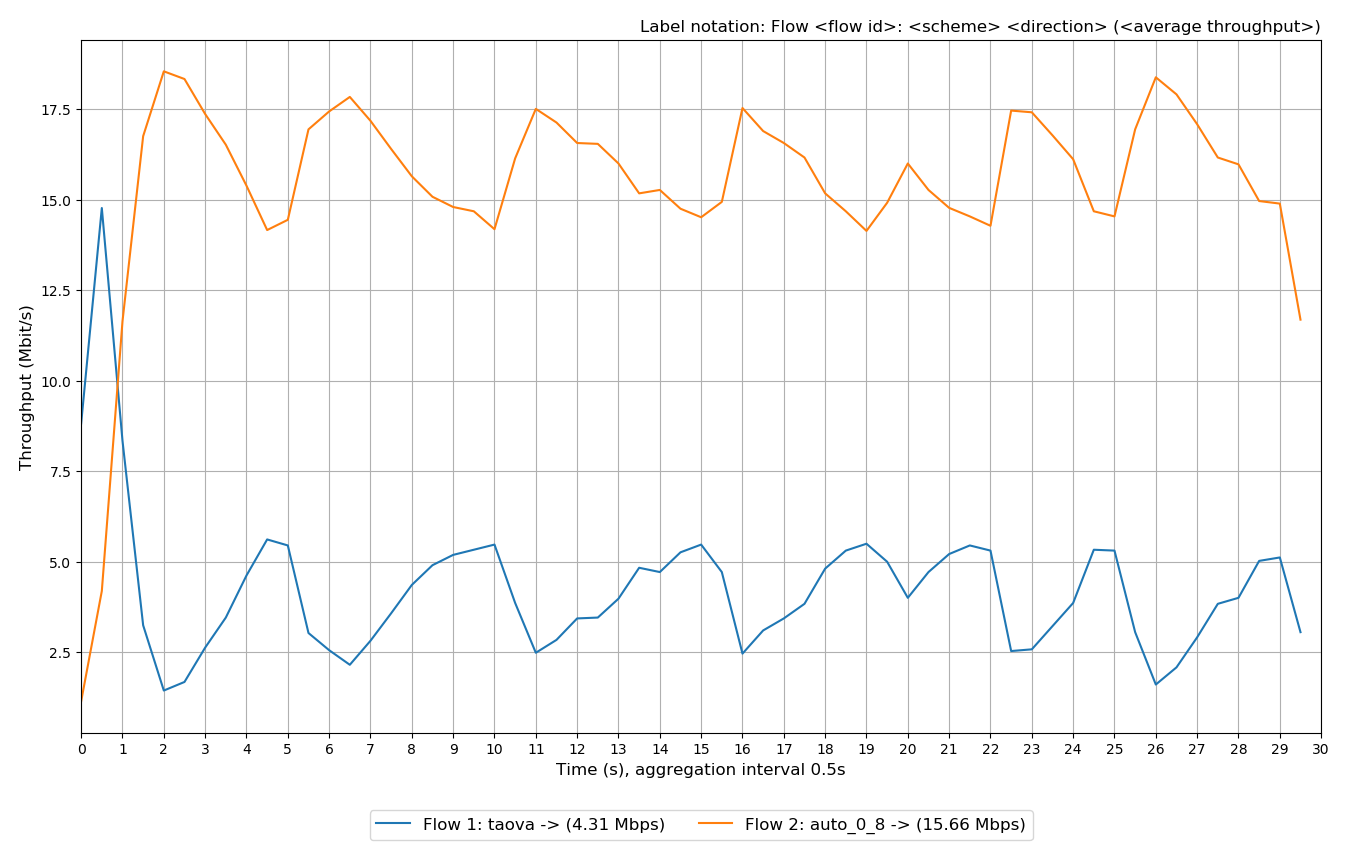 Label notation: Flow <flow id>: <scheme> <direction> (<average throughput>)
Throughput (Mbit/s)
17.5
15.0
12.5
10.0
7.5
5.0
2.5
0 1 2 3 4 5 6 7 8 9 10 11 12 13 14 15 16 17 18 19 20 21 22 23 24 25 26 27 28 29 30
Time (s), aggregation interval 0.5s
Flow 1: taova -> (4.31 Mbps) Flow 2: auto_0_8 -> (15.66 Mbps)